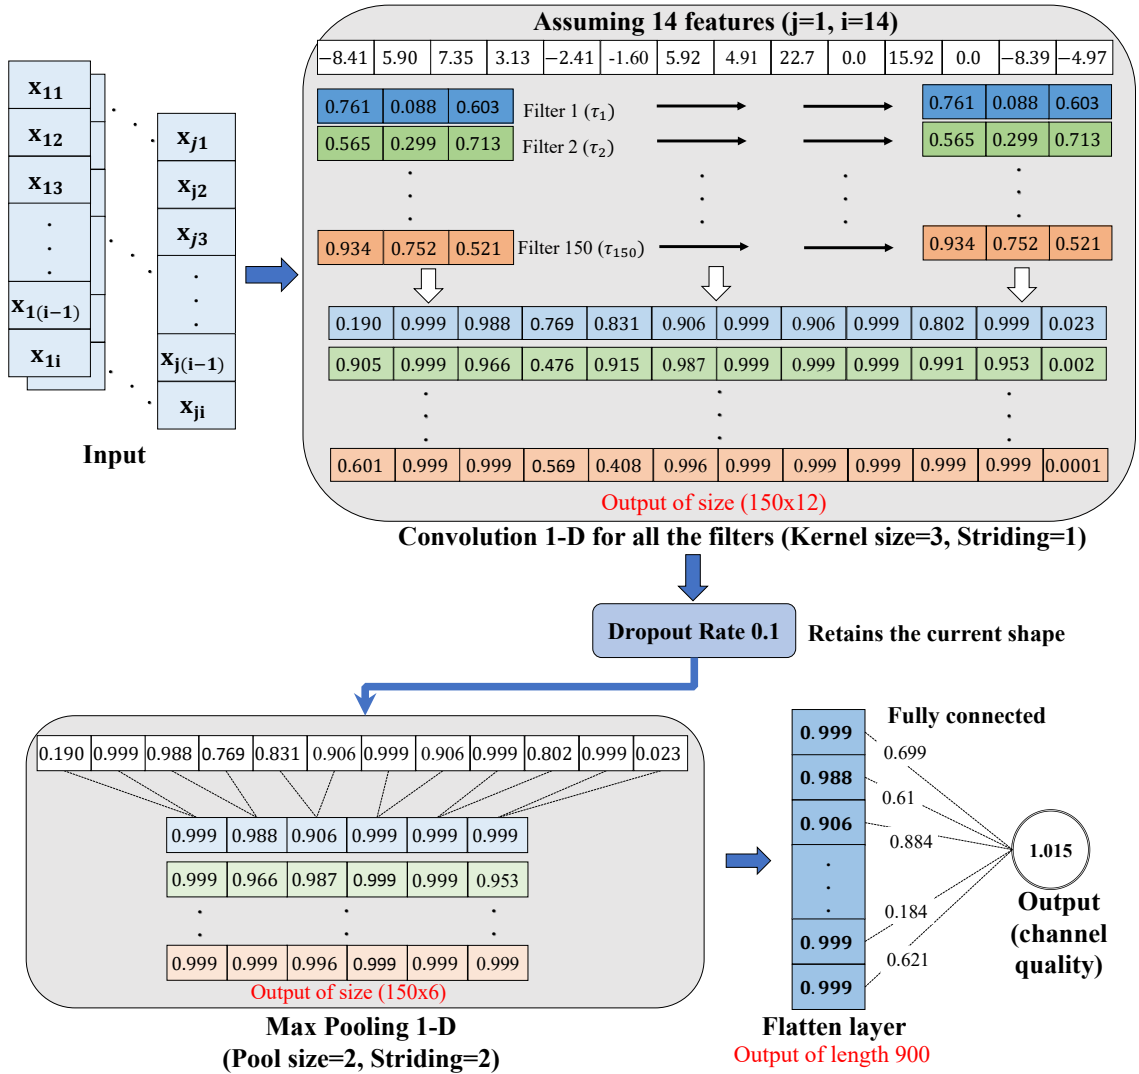 Assuming 14 features (j=1, i=14)
−8.41 5.90 7.35 3.13 −2.41 -1.60 5.92 4.91 22.7 0.0 15.92 0.0 −8.39 −4.97
0.761 0.088 0.603 Filter 1 (τ₁) 0.761 0.088 0.603
0.565 0.299 0.713 Filter 2 (τ₂) 0.565 0.299 0.713
0.934 0.752 0.521 Filter 150 (τ₁₅₀) 0.934 0.752 0.521
0.190 0.999 0.988 0.769 0.831 0.906 0.999 0.906 0.999 0.802 0.999 0.023
0.905 0.999 0.966 0.476 0.915 0.987 0.999 0.999 0.999 0.991 0.953 0.002
0.601 0.999 0.999 0.569 0.408 0.996 0.999 0.999 0.999 0.999 0.999 0.0001
Output of size (150x12)
Convolution 1-D for all the filters (Kernel size=3, Striding=1)
x₁₁
x₁₂
x₁₃
x₁₍ᵢ₋₁₎
x₁ᵢ
xⱼ₁
xⱼ₂
xⱼ₃
xⱼ₍ᵢ₋₁₎
xⱼᵢ
Input
Dropout Rate 0.1
Retains the current shape
0.190 0.999 0.988 0.769 0.831 0.906 0.999 0.906 0.999 0.802 0.999 0.023
0.999 0.988 0.906 0.999 0.999 0.999
0.999 0.966 0.987 0.999 0.999 0.953
0.999 0.999 0.996 0.999 0.999 0.999
Output of size (150x6)
Max Pooling 1-D
(Pool size=2, Striding=2)
0.999
0.988
0.906
0.999
0.999
Flatten layer
Output of length 900
Fully connected
0.699
0.61
0.884
0.184
0.621
1.015
Output
(channel
quality)